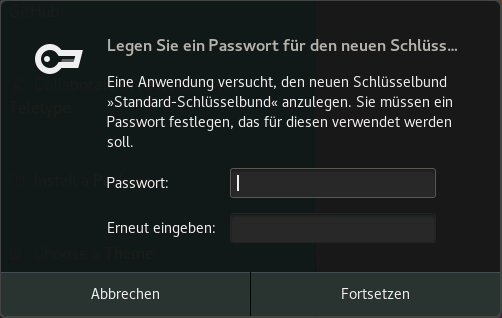 Legen Sie ein Passwort für den neuen Schlüss…
Eine Anwendung versucht, den neuen Schlüsselbund
»Standard-Schlüsselbund« anzulegen. Sie müssen ein
Passwort festlegen, das für diesen verwendet werden
soll.
Passwort:
Erneut eingeben:
Abbrechen
Fortsetzen